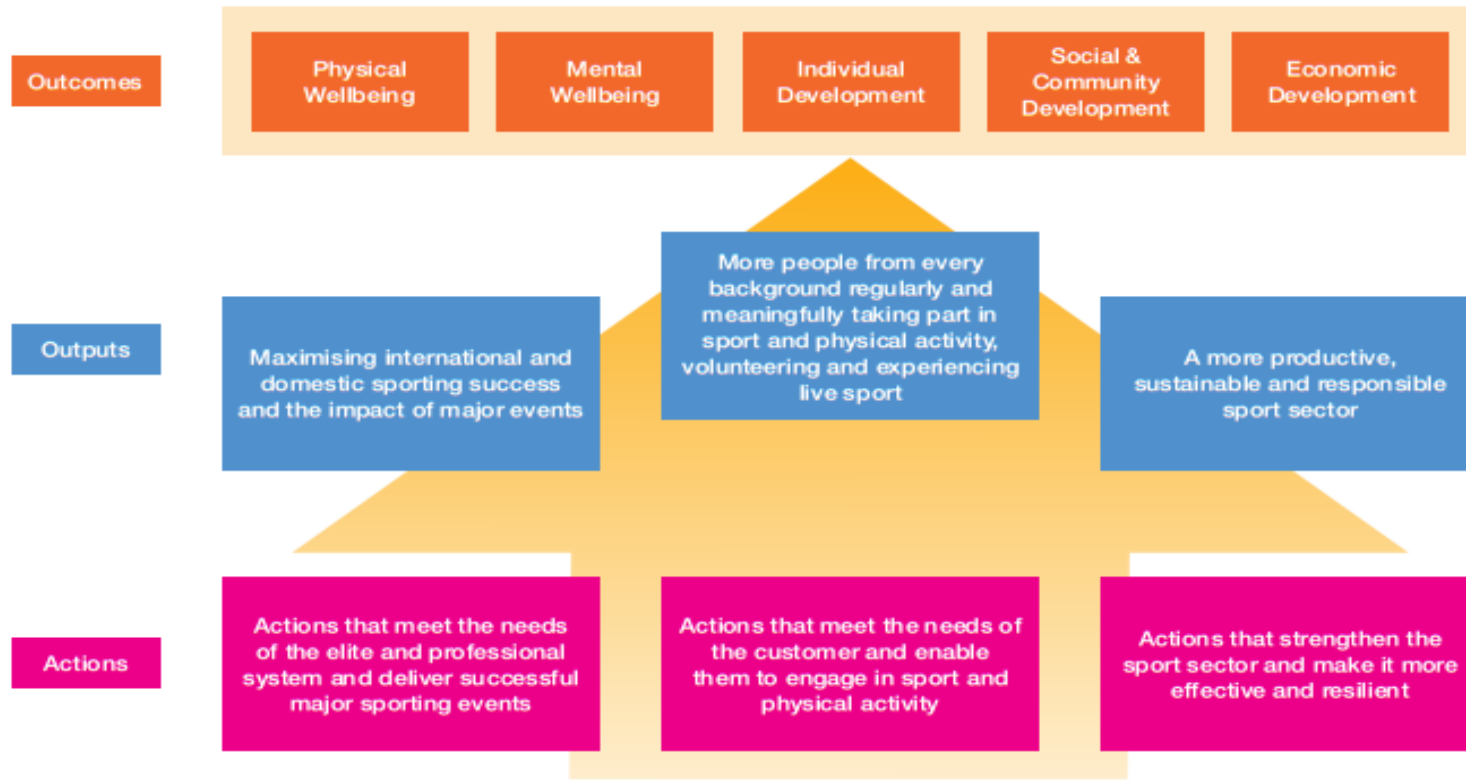 Outcomes
Physical
Wellbeing
Mental
Wellbeing
Individual
Development
Social &
Community
Development
Economic
Development
Outputs
Maximising international and
domestic sporting success
and the impact of major events
More people from every
background regularly and
meaningfully taking part in
sport and physical activity,
volunteering and experiencing
live sport
A more productive,
sustainable and responsible
sport sector
Actions
Actions that meet the needs
of the elite and professional
system and deliver successful
major sporting events
Actions that meet the needs of
the customer and enable
them to engage in sport and
physical activity
Actions that strengthen the
sport sector and make it more
effective and resilient